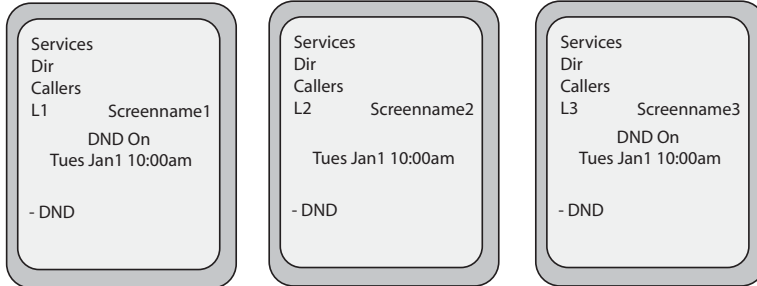 Services
Dir
Callers
L1 Screenname1
DND On
Tues Jan1 10:00am
- DND
Services
Dir
Callers
L2 Screenname2
Tues Jan1 10:00am
- DND
Services
Dir
Callers
L3 Screenname3
DND On
Tues Jan1 10:00am
- DND